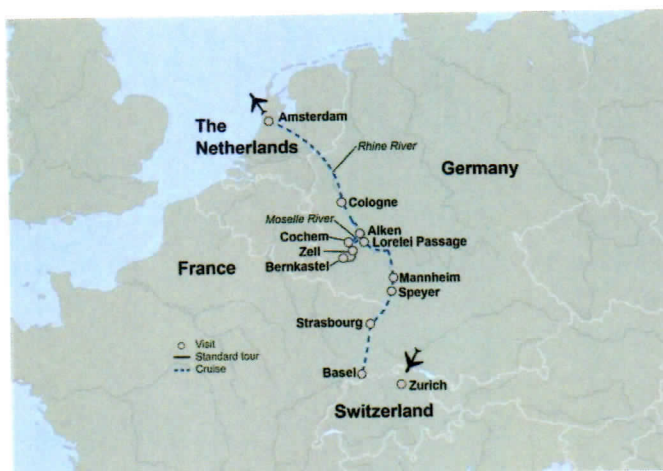 Amsterdam
The
Netherlands
Rhine River
Germany
Cologne
Moselle River
Alken
Cochem
Lorelei Passage
Zell
Bernkastel
France
Mannheim
Speyer
Strasbourg
Visit
Standard tour
Cruise
Basel
Zurich
Switzerland